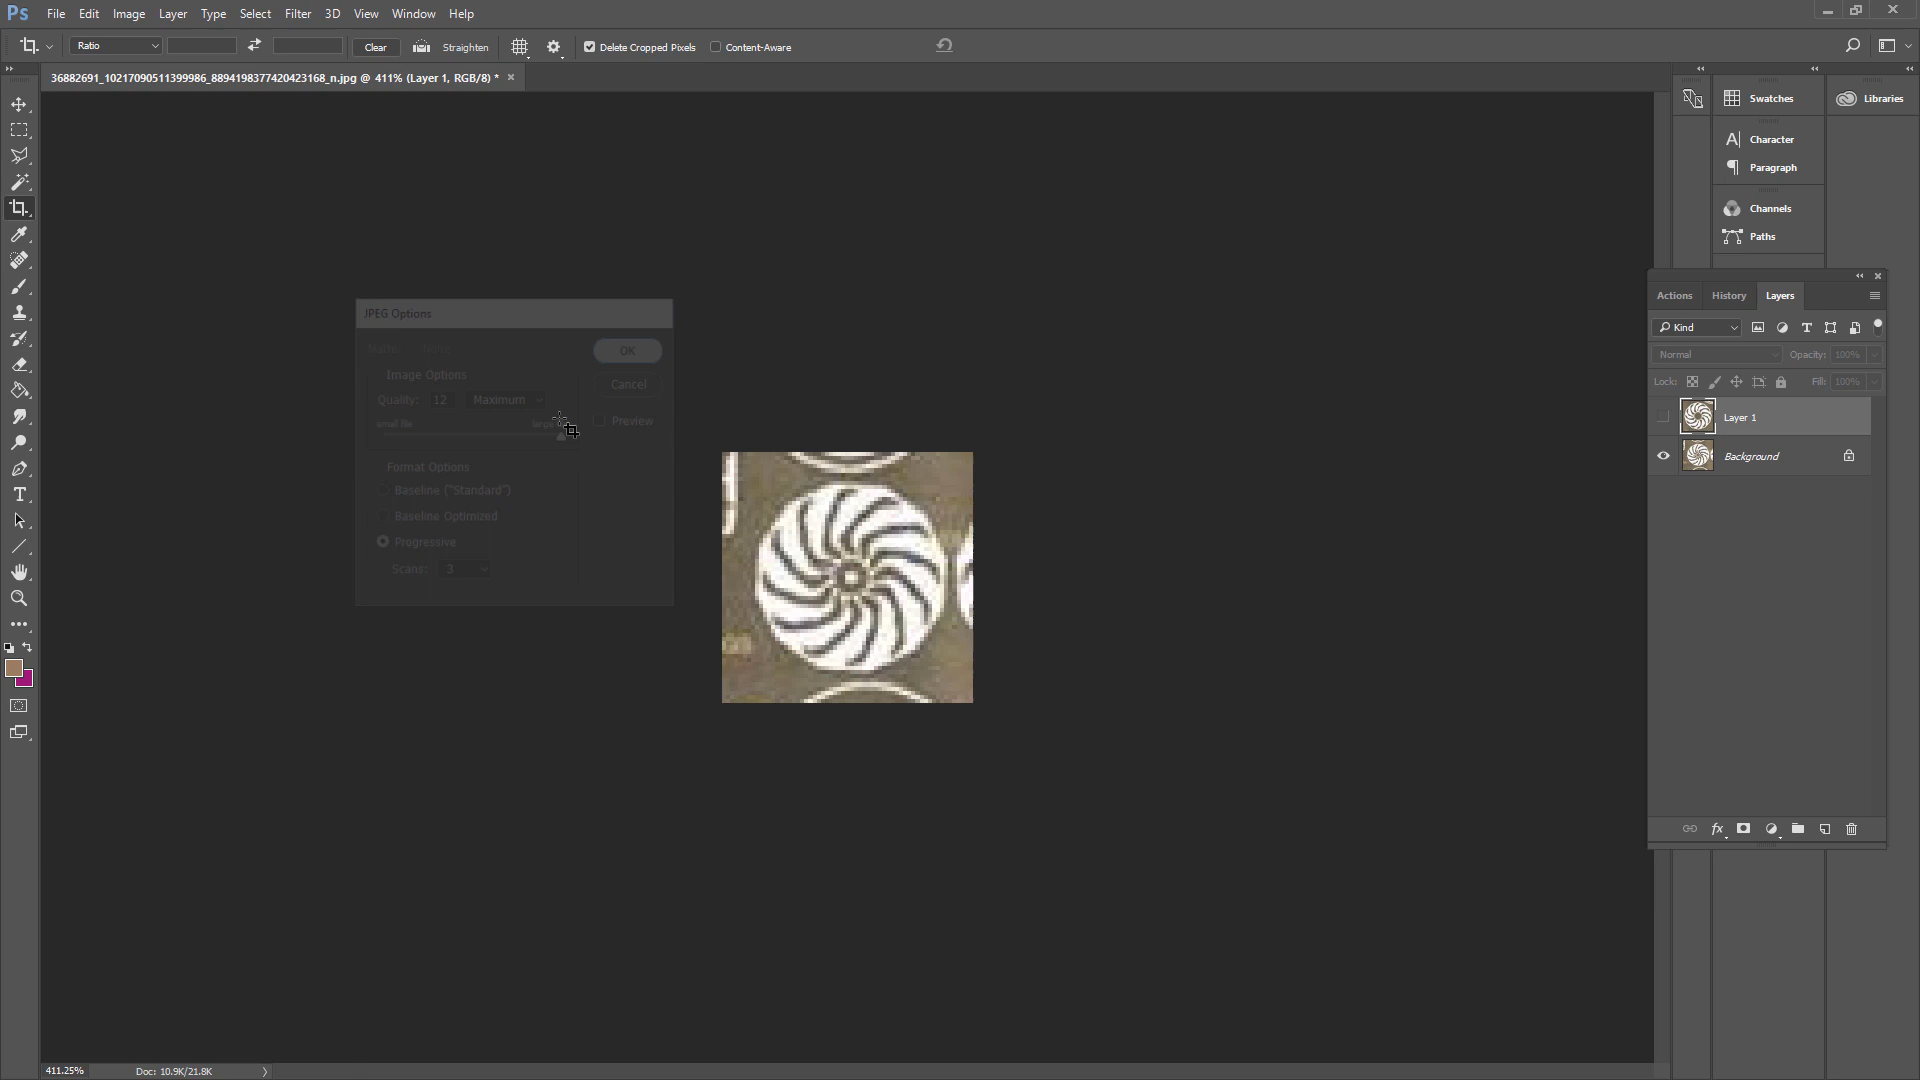 Ps File Edit Image Layer Type Select Filter 3D View Window Help
Ratio Clear Straighten Delete Cropped Pixels Content-Aware
36882691_10217090511399986_8894198377420423168_n.jpg @ 411% (Layer 1, RGB/8) *
Swatches
Libraries
Character
Paragraph
Channels
Paths
JPEG Options
Matte: None
OK
Image Options
Cancel
Quality: 12 Maximum
Preview
small file
Format Options
Baseline ("Standard")
Baseline Optimized
Progressive
Scans: 3
Actions History Layers
Kind
Normal Opacity: 100%
Lock: Fill: 100%
Layer 1
Background
fx
411.25% Doc: 10.9K/21.8K